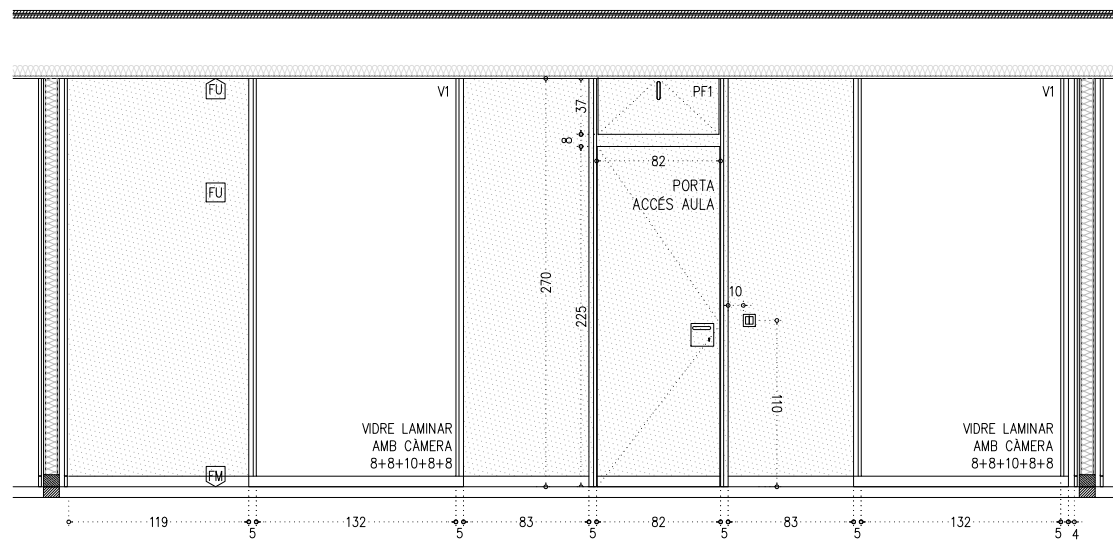 FU
V1
37
PF1
V1
8
82
FU
PORTA
ACCÉS AULA
270
225
10
110
VIDRE LAMINAR
AMB CÀMERA
8+8+10+8+8
VIDRE LAMINAR
AMB CÀMERA
8+8+10+8+8
FM
119
5
132
5
83
5
82
5
83
5
132
5
4